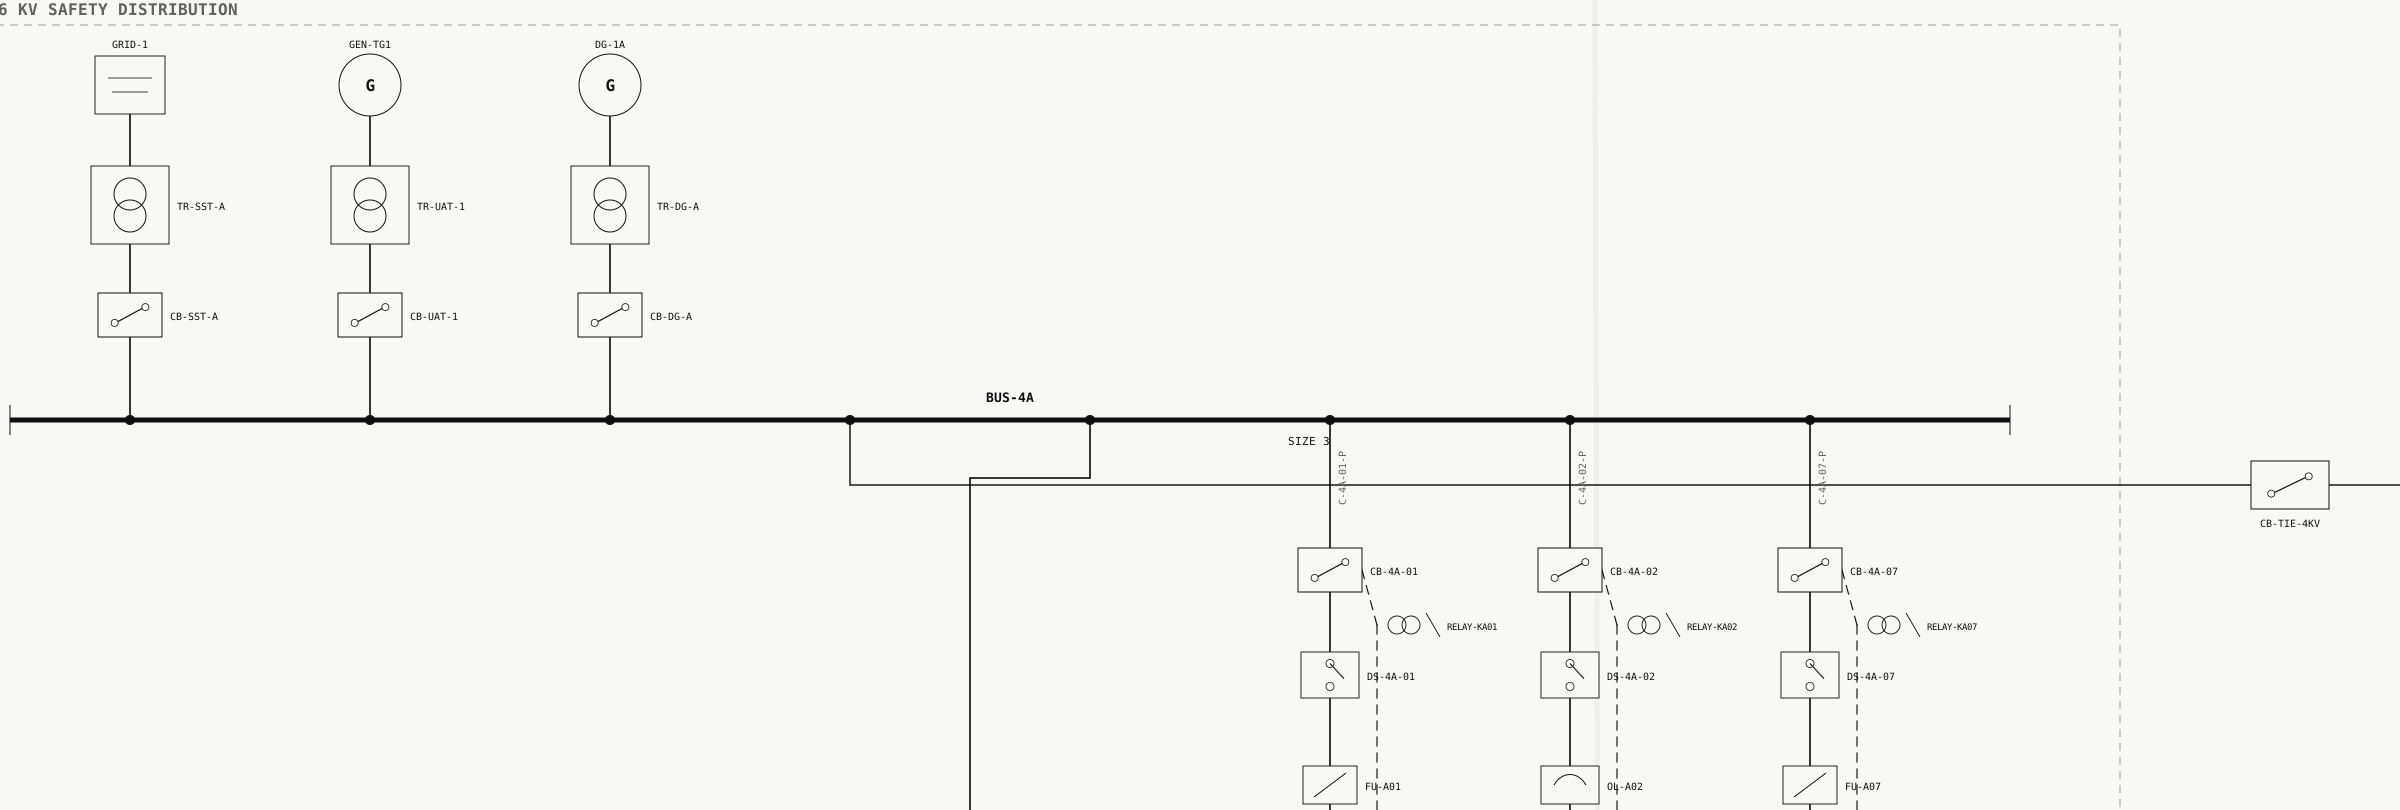 6 KV SAFETY DISTRIBUTION
GRID-1
GEN-TG1
DG-1A
G
G
TR-SST-A
TR-UAT-1
TR-DG-A
CB-SST-A
CB-UAT-1
CB-DG-A
BUS-4A
SIZE 3
C-4A-01-P
C-4A-02-P
C-4A-07-P
CB-TIE-4KV
CB-4A-01
CB-4A-02
CB-4A-07
RELAY-KA01
RELAY-KA02
RELAY-KA07
DS-4A-01
DS-4A-02
DS-4A-07
FU-A01
OL-A02
FU-A07